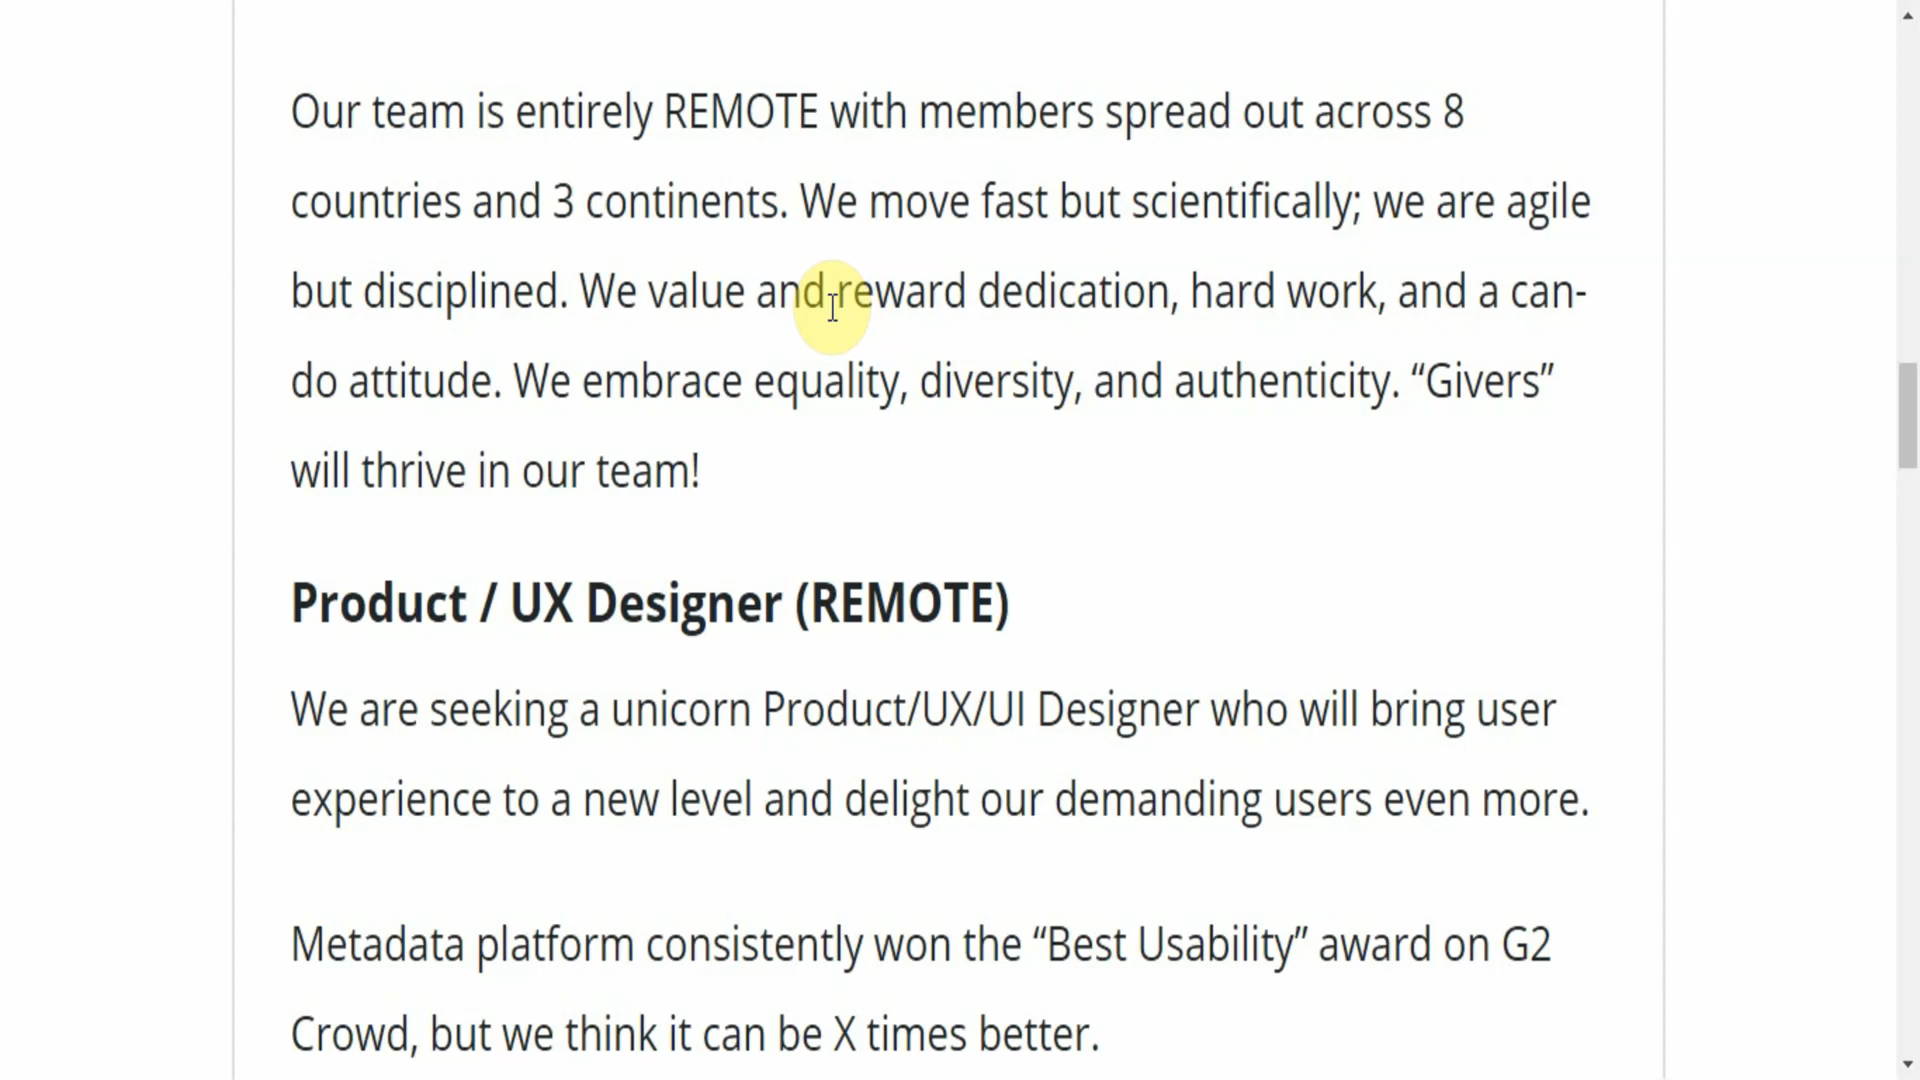 Our team is entirely REMOTE with members spread out across 8
countries and 3 continents. We move fast but scientifically; we are agile
but disciplined. We value and reward dedication, hard work, and a can-
do attitude. We embrace equality, diversity, and authenticity. “Givers”
will thrive in our team!
Product / UX Designer (REMOTE)
We are seeking a unicorn Product/UX/UI Designer who will bring user
experience to a new level and delight our demanding users even more.
Metadata platform consistently won the “Best Usability” award on G2
Crowd, but we think it can be X times better.